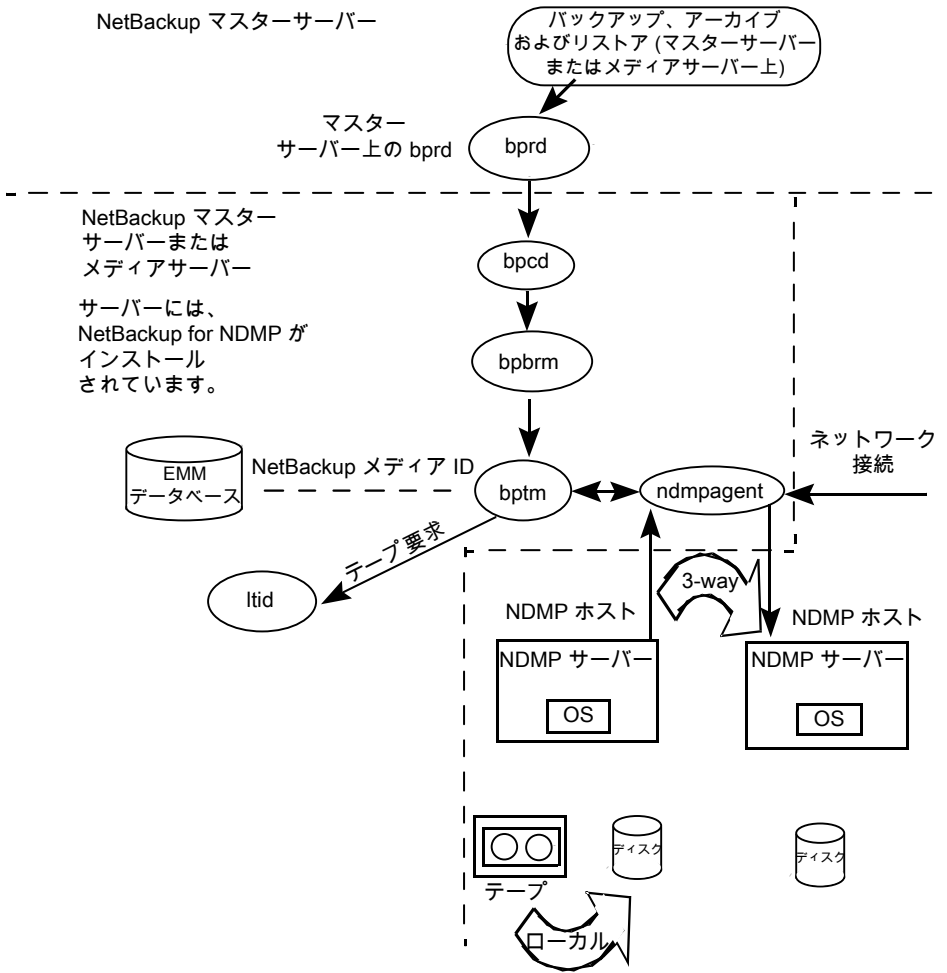 NetBackup マスターサーバー
バックアップ、アーカイブ
およびリストア (マスターサーバー
またはメディアサーバー上)
マスター
サーバー上の bprd
bprd
NetBackup マスター
サーバーまたは
メディアサーバー
サーバーには、
NetBackup for NDMP が
インストール
されています。
bpcd
bpbrm
ネットワーク
接続
EMM
データベース
NetBackup メディア ID
bptm
ndmpagent
テープ要求
ltid
3-way
NDMP ホスト
NDMP ホスト
NDMP サーバー
NDMP サーバー
OS
OS
ディスク
ディスク
テープ
ローカル